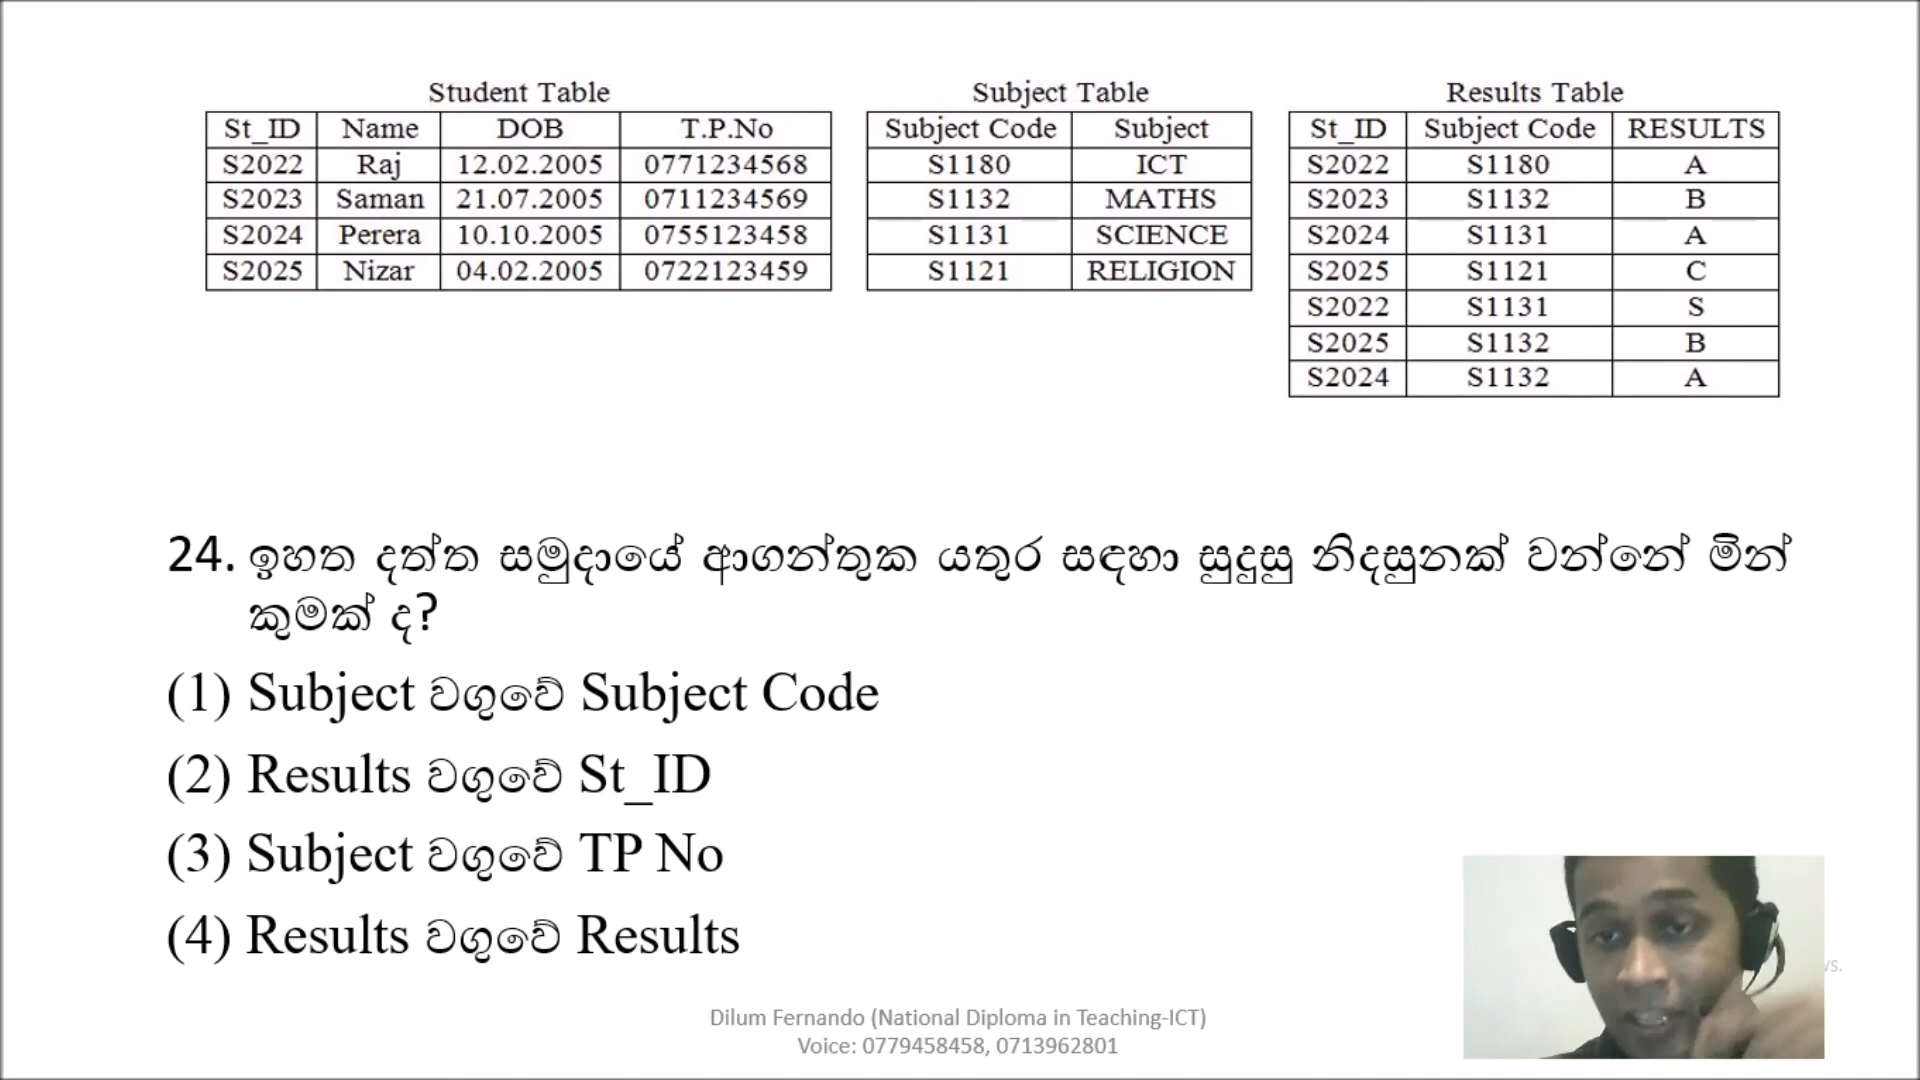 Student Table
St_ID Name DOB T.P.No
S2022 Raj 12.02.2005 0771234568
S2023 Saman 21.07.2005 0711234569
S2024 Perera 10.10.2005 0755123458
S2025 Nizar 04.02.2005 0722123459
Subject Table
Subject Code Subject
S1180 ICT
S1132 MATHS
S1131 SCIENCE
S1121 RELIGION
Results Table
St_ID Subject Code RESULTS
S2022 S1180 A
S2023 S1132 B
S2024 S1131 A
S2025 S1121 C
S2022 S1131 S
S2025 S1132 B
S2024 S1132 A
24. ඉහත දත්ත සමුදායේ ආගන්තුක යතුර සඳහා සුදුසු නිදසුනක් වන්නේ මින්
කුමක් ද?
(1) Subject වගුවේ Subject Code
(2) Results වගුවේ St_ID
(3) Subject වගුවේ TP No
(4) Results වගුවේ Results
Dilum Fernando (National Diploma in Teaching-ICT)
Voice: 0779458458, 0713962801